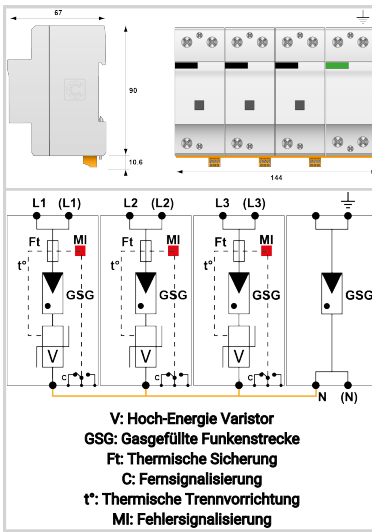 67
90
10.6
144
L1 (L1) L2 (L2) L3 (L3)
Ft MI Ft MI Ft MI
t° t° t°
GSG GSG GSG GSG
V V V
C C C N (N)
V: Hoch-Energie Varistor
GSG: Gasgefüllte Funkenstrecke
Ft: Thermische Sicherung
C: Fernsignalisierung
t°: Thermische Trennvorrichtung
MI: Fehlersignalisierung